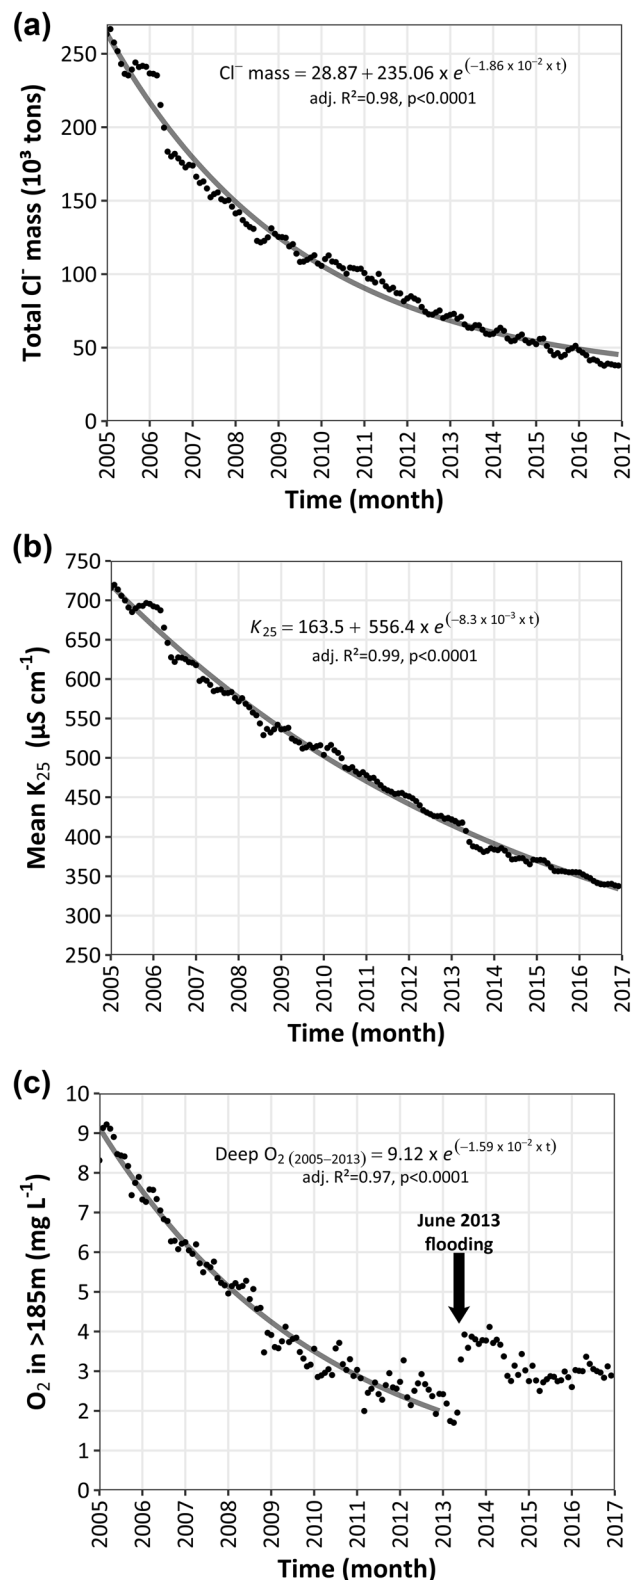 (a)
Total Cl⁻ mass (10³ tons)
250
200
150
100
50
0
Cl⁻ mass = 28.87 + 235.06 x e^(−1.86 x 10⁻² x t)
adj. R²=0.98, p<0.0001
2005 2006 2007 2008 2009 2010 2011 2012 2013 2014 2015 2016 2017
Time (month)
(b)
Mean K₂₅ (µS cm⁻¹)
750
700
650
600
550
500
450
400
350
300
250
K₂₅ = 163.5 + 556.4 x e^(−8.3 x 10⁻³ x t)
adj. R²=0.99, p<0.0001
2005 2006 2007 2008 2009 2010 2011 2012 2013 2014 2015 2016 2017
Time (month)
(c)
O₂ in >185m (mg L⁻¹)
10
9
8
7
6
5
4
3
2
1
0
Deep O₂ (2005–2013) = 9.12 x e^(−1.59 x 10⁻² x t)
adj. R²=0.97, p<0.0001
June 2013
flooding
2005 2006 2007 2008 2009 2010 2011 2012 2013 2014 2015 2016 2017
Time (month)